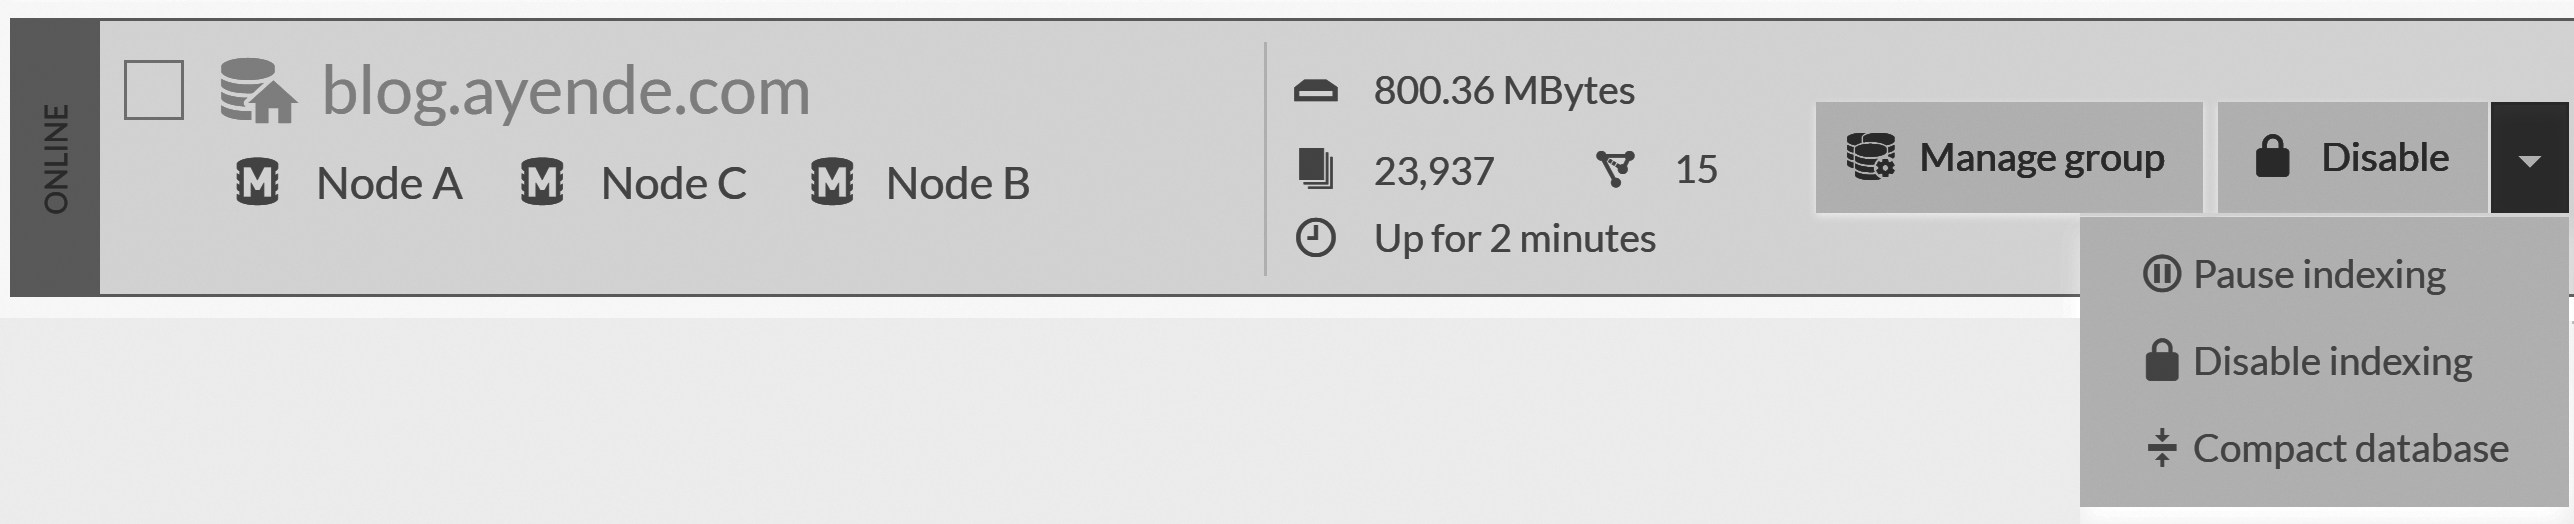 ONLINE
blog.ayende.com
Node A Node C Node B
800.36 MBytes
23,937 15
Up for 2 minutes
Manage group Disable
Pause indexing
Disable indexing
Compact database